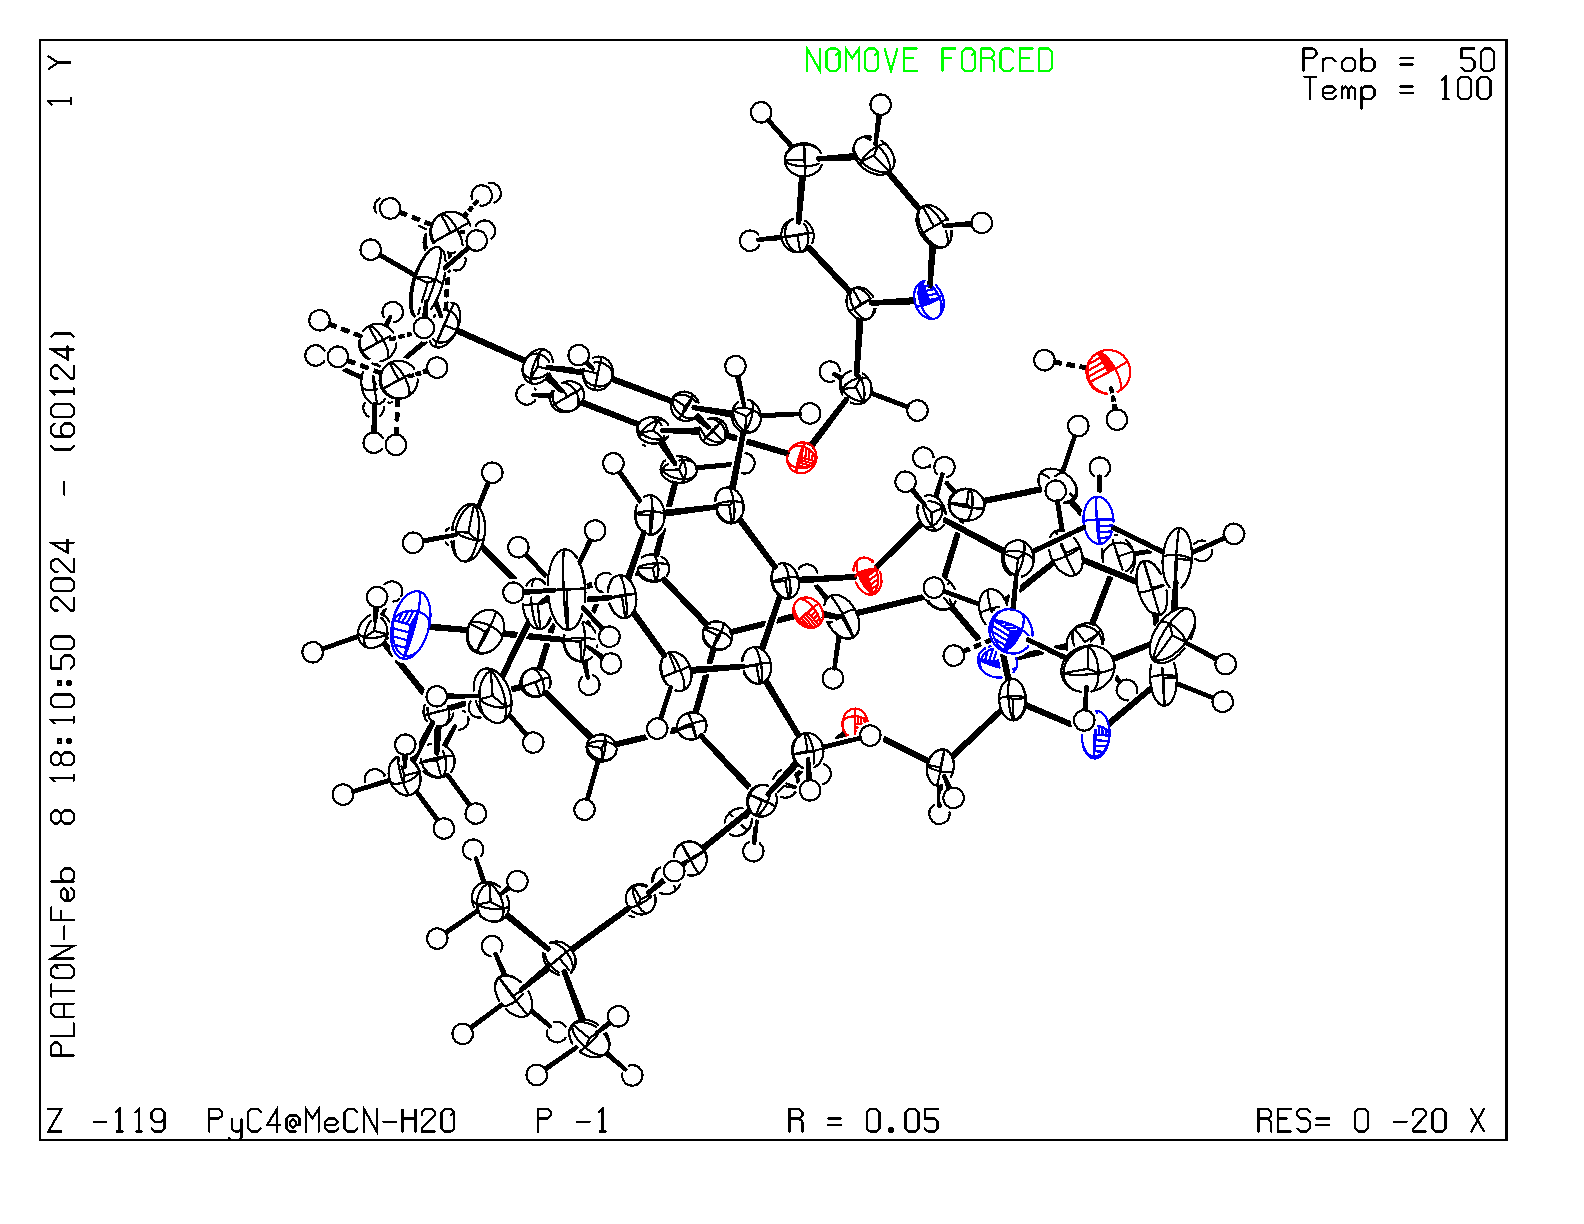 NOMOVE FORCED
Prob = 50
Temp = 100
PLATON-Feb 8 18:10:50 2024 - (60124) 1 Y
Z -119 PyC4@MeCN-H2O P -1 R = 0.05 RES= 0 -20 X